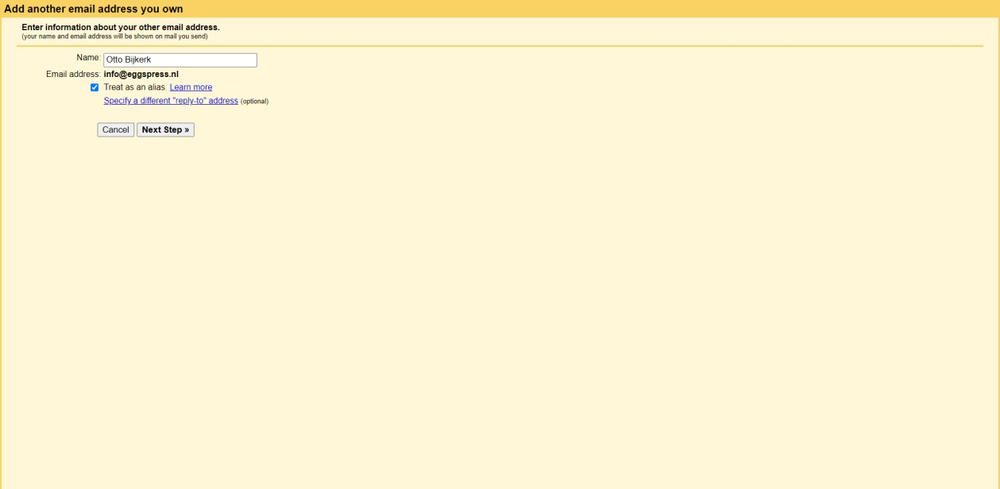 Add another email address you own
Enter information about your other email address.
(your name and email address will be shown on mail you send)
Name: Otto Bijkerk
Email address: info@eggspress.nl
Treat as an alias. Learn more
Specify a different "reply-to" address (optional)
Cancel Next Step »